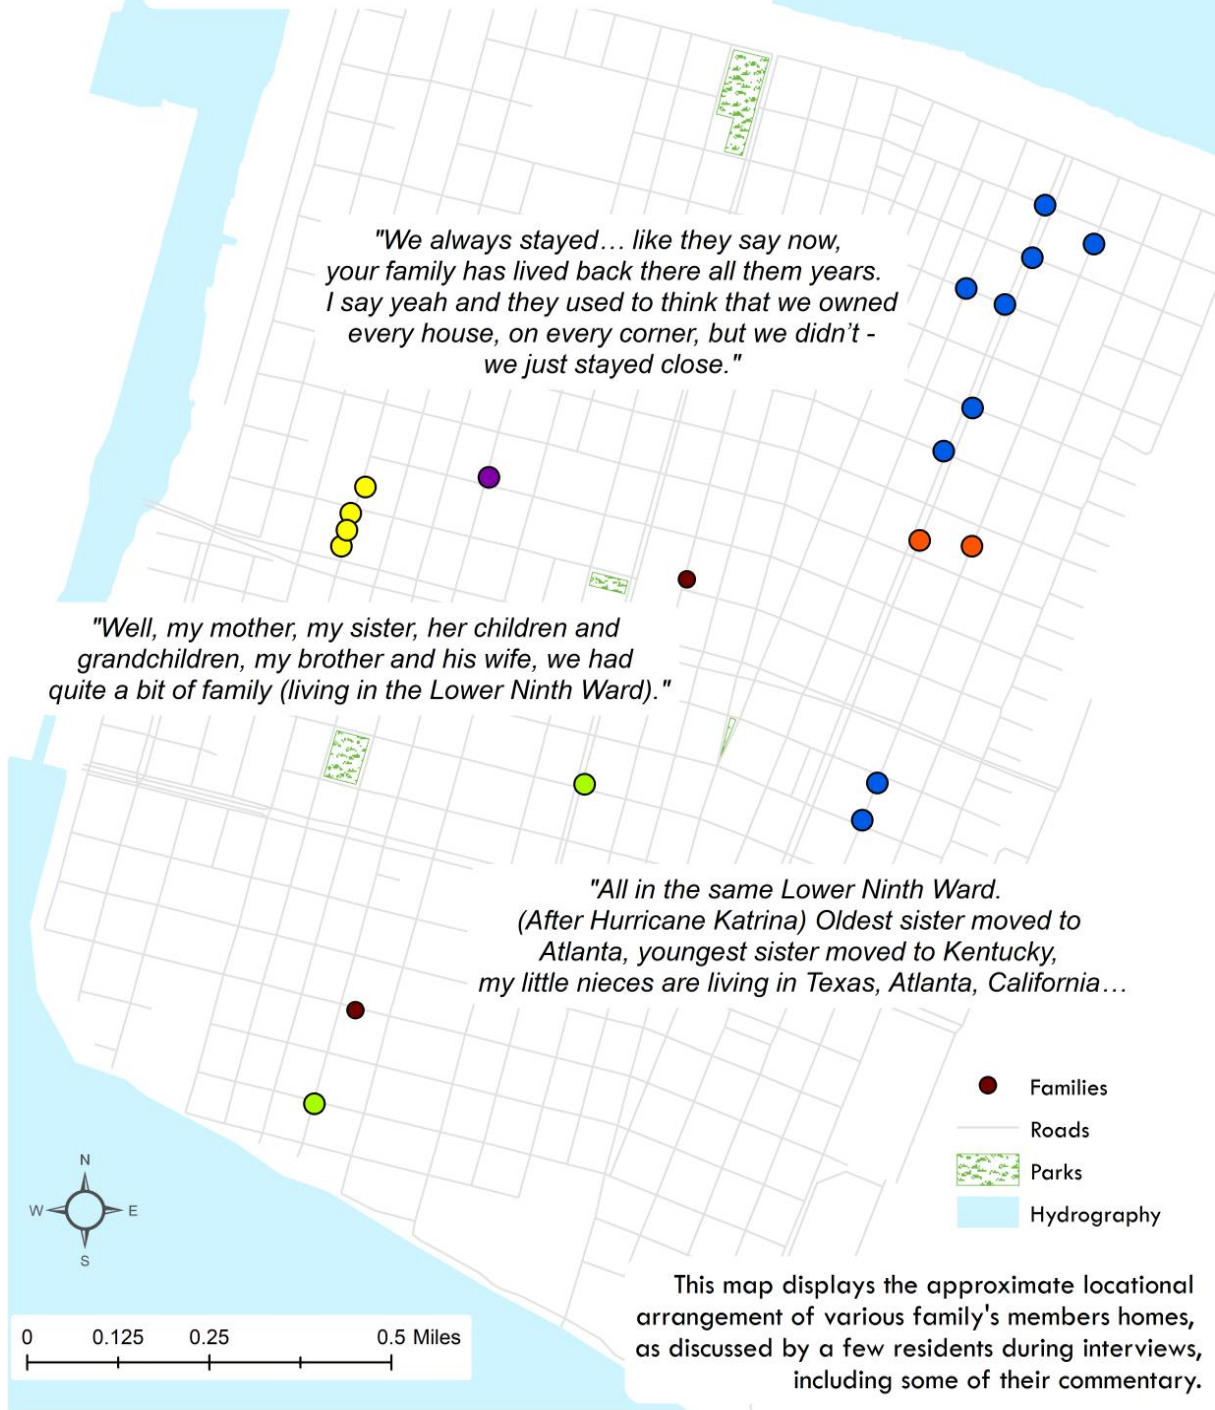 "We always stayed… like they say now,
your family has lived back there all them years.
I say yeah and they used to think that we owned
every house, on every corner, but we didn’t -
we just stayed close."
"Well, my mother, my sister, her children and
grandchildren, my brother and his wife, we had
quite a bit of family (living in the Lower Ninth Ward)."
"All in the same Lower Ninth Ward.
(After Hurricane Katrina) Oldest sister moved to
Atlanta, youngest sister moved to Kentucky,
my little nieces are living in Texas, Atlanta, California…
Families
Roads
Parks
Hydrography
N
W E
S
0 0.125 0.25 0.5 Miles
This map displays the approximate locational
arrangement of various family's members homes,
as discussed by a few residents during interviews,
including some of their commentary.